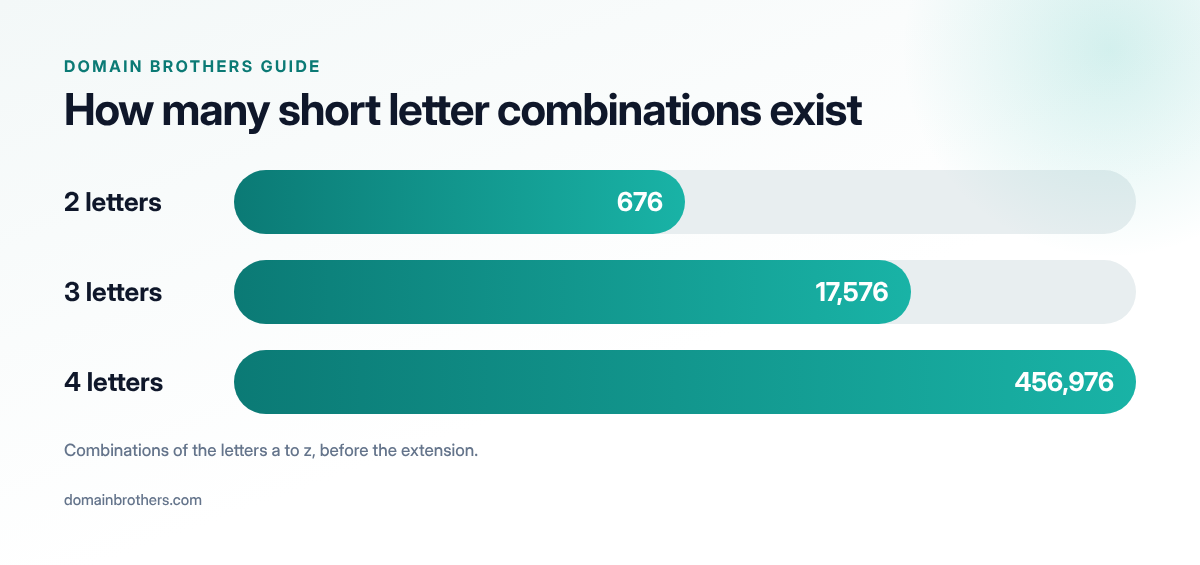 DOMAIN BROTHERS GUIDE
How many short letter combinations exist
2 letters 676
3 letters 17,576
4 letters 456,976
Combinations of the letters a to z, before the extension.
domainbrothers.com